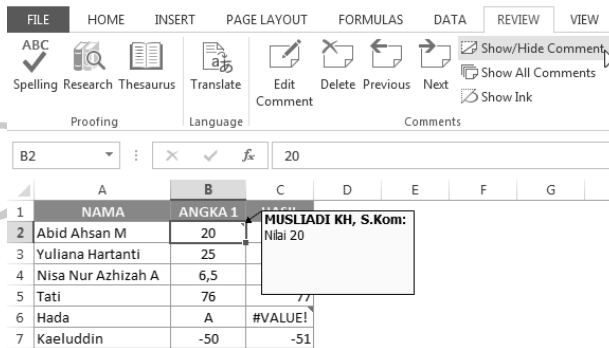 FILE HOME INSERT PAGE LAYOUT FORMULAS DATA REVIEW VIEW
ABC
Spelling Research Thesaurus Translate Edit Comment Delete Previous Next
Show/Hide Comment
Show All Comments
Show Ink
Proofing Language Comments
B2 fx 20
A B C D E F G
1 NAMA ANGKA 1
2 Abid Ahsan M 20
MUSLIADI KH, S.Kom:
Nilai 20
3 Yuliana Hartanti 25
4 Nisa Nur Azhizah A 6,5
5 Tati 76 77
6 Hada A #VALUE!
7 Kaeluddin -50 -51